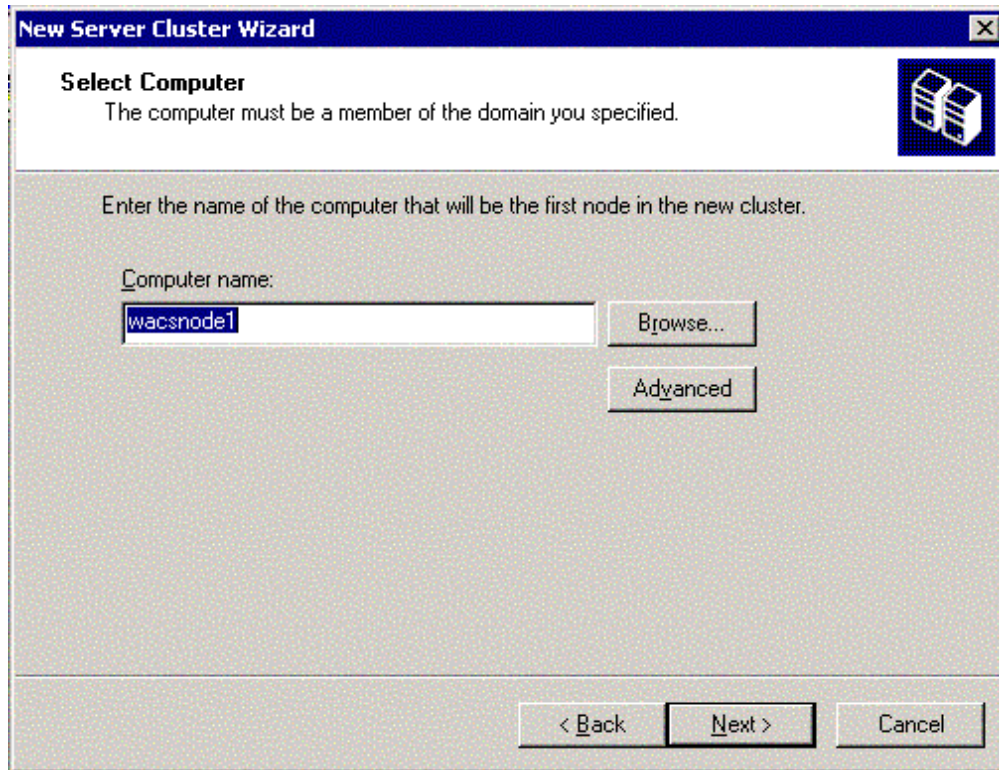 New Server Cluster Wizard
Select Computer
The computer must be a member of the domain you specified.
Enter the name of the computer that will be the first node in the new cluster.
Computer name:
wacsnode1
Browse...
Advanced
< Back
Next >
Cancel